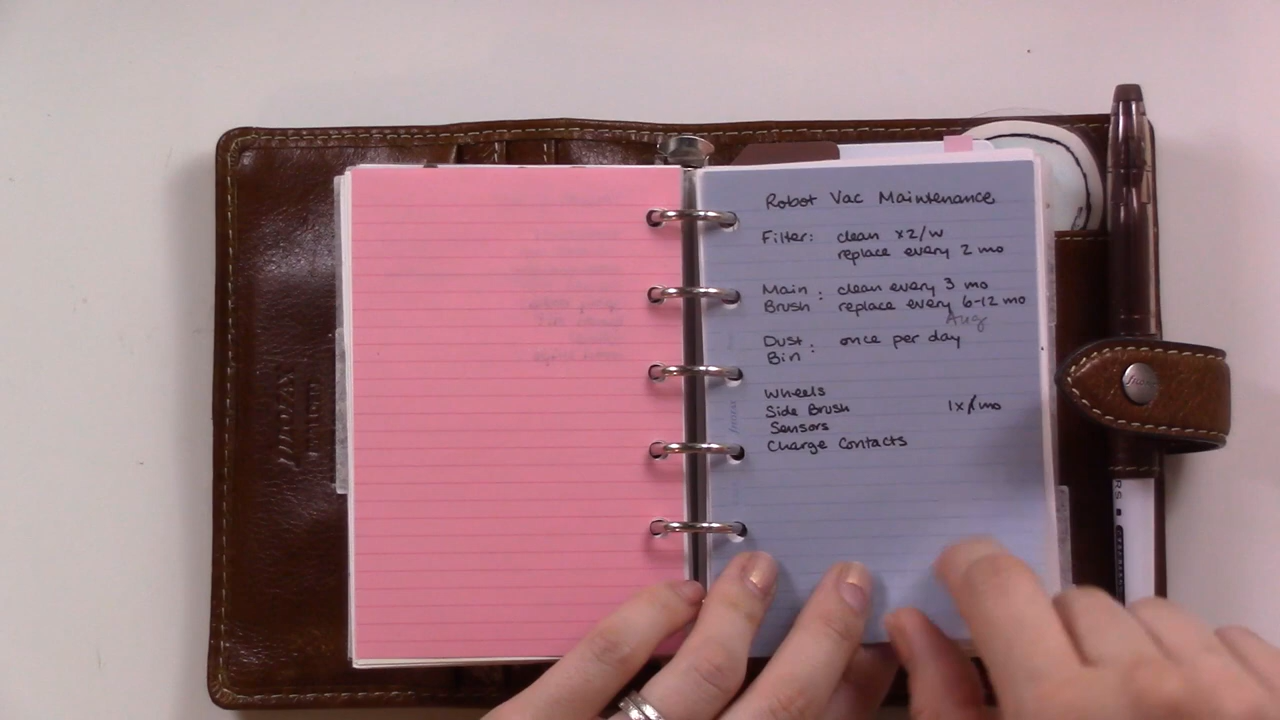 Robot Vac Maintenance
Filter: clean x2/w
replace every 2 mo
Main : clean every 3 mo
Brush replace every 6-12 mo
Aug
Dust : once per day
Bin
Wheels
Side Brush 1x/mo
Sensors
Charge Contacts
filofax